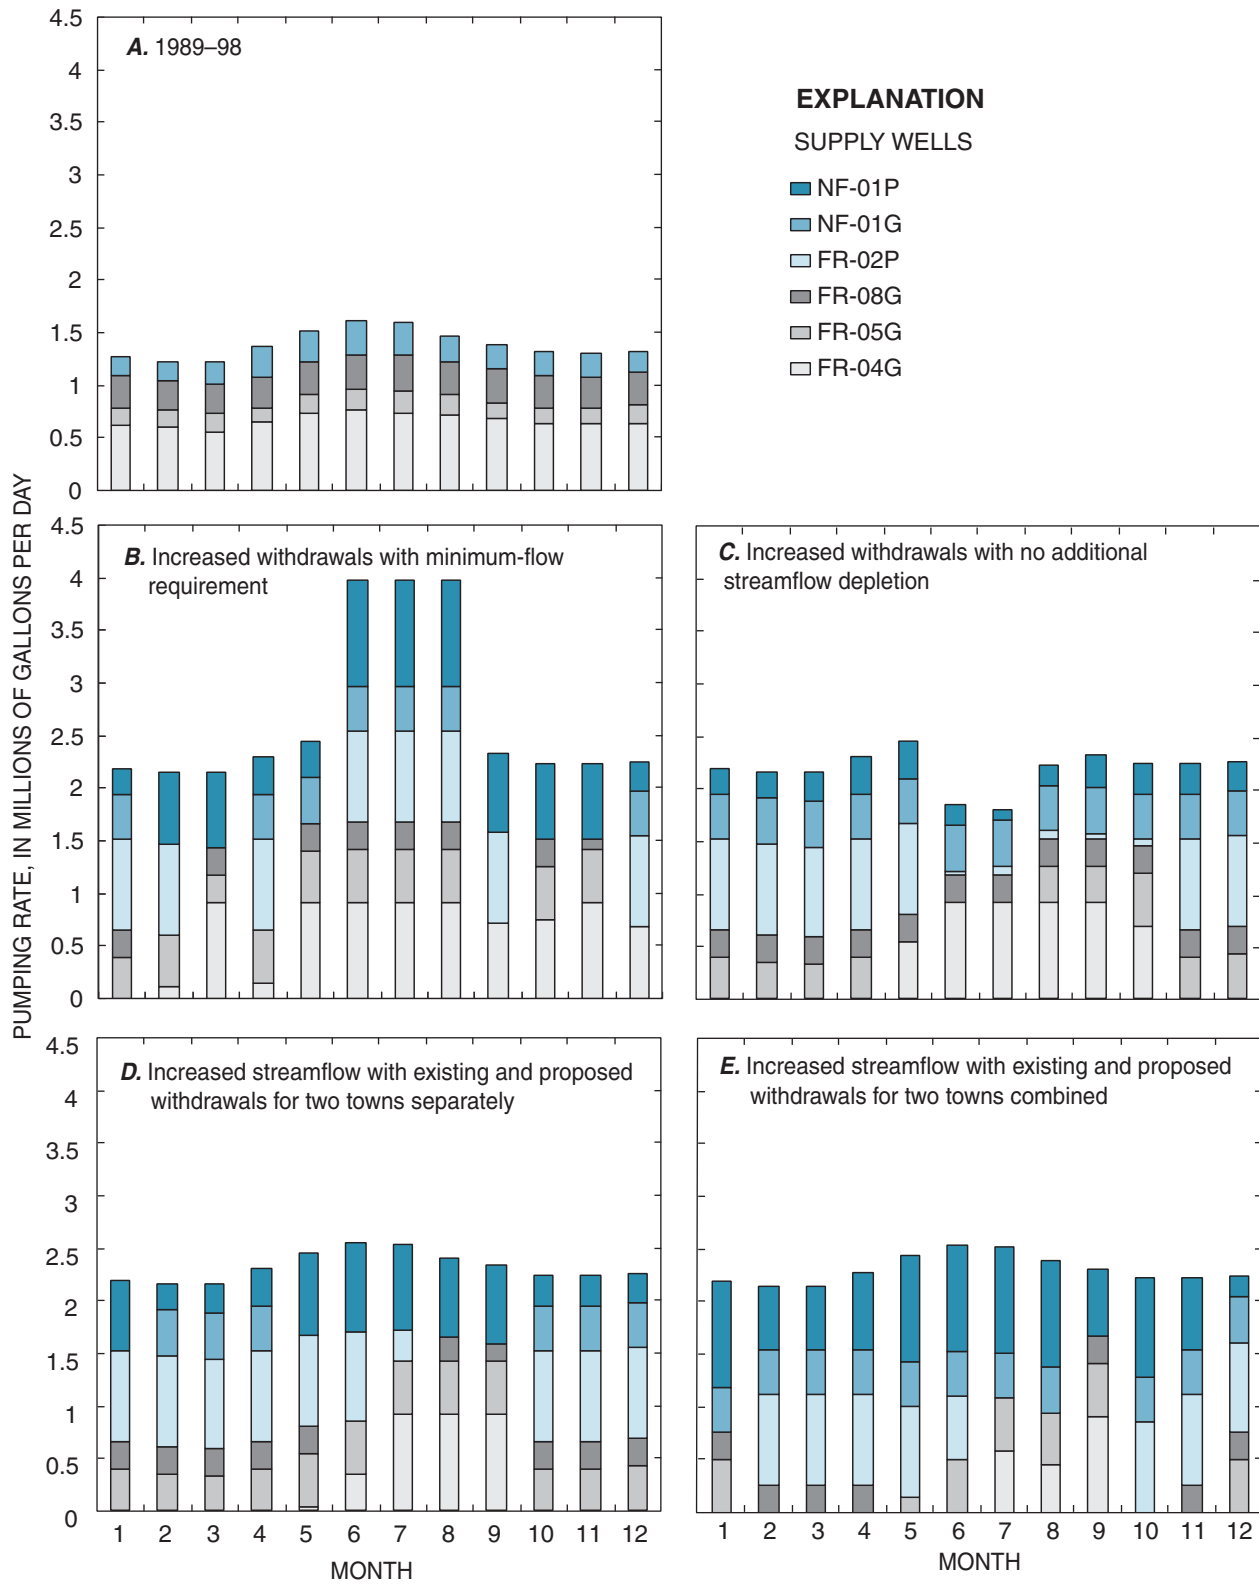 PUMPING RATE, IN MILLIONS OF GALLONS PER DAY
4.5
4
3.5
3
2.5
2
1.5
1
0.5
0
A. 1989–98
EXPLANATION
SUPPLY WELLS
NF-01P
NF-01G
FR-02P
FR-08G
FR-05G
FR-04G
4.5
4
3.5
3
2.5
2
1.5
1
0.5
0
B. Increased withdrawals with minimum-flow
requirement
C. Increased withdrawals with no additional
streamflow depletion
4.5
4
3.5
3
2.5
2
1.5
1
0.5
0
D. Increased streamflow with existing and proposed
withdrawals for two towns separately
1 2 3 4 5 6 7 8 9 10 11 12
MONTH
E. Increased streamflow with existing and proposed
withdrawals for two towns combined
1 2 3 4 5 6 7 8 9 10 11 12
MONTH